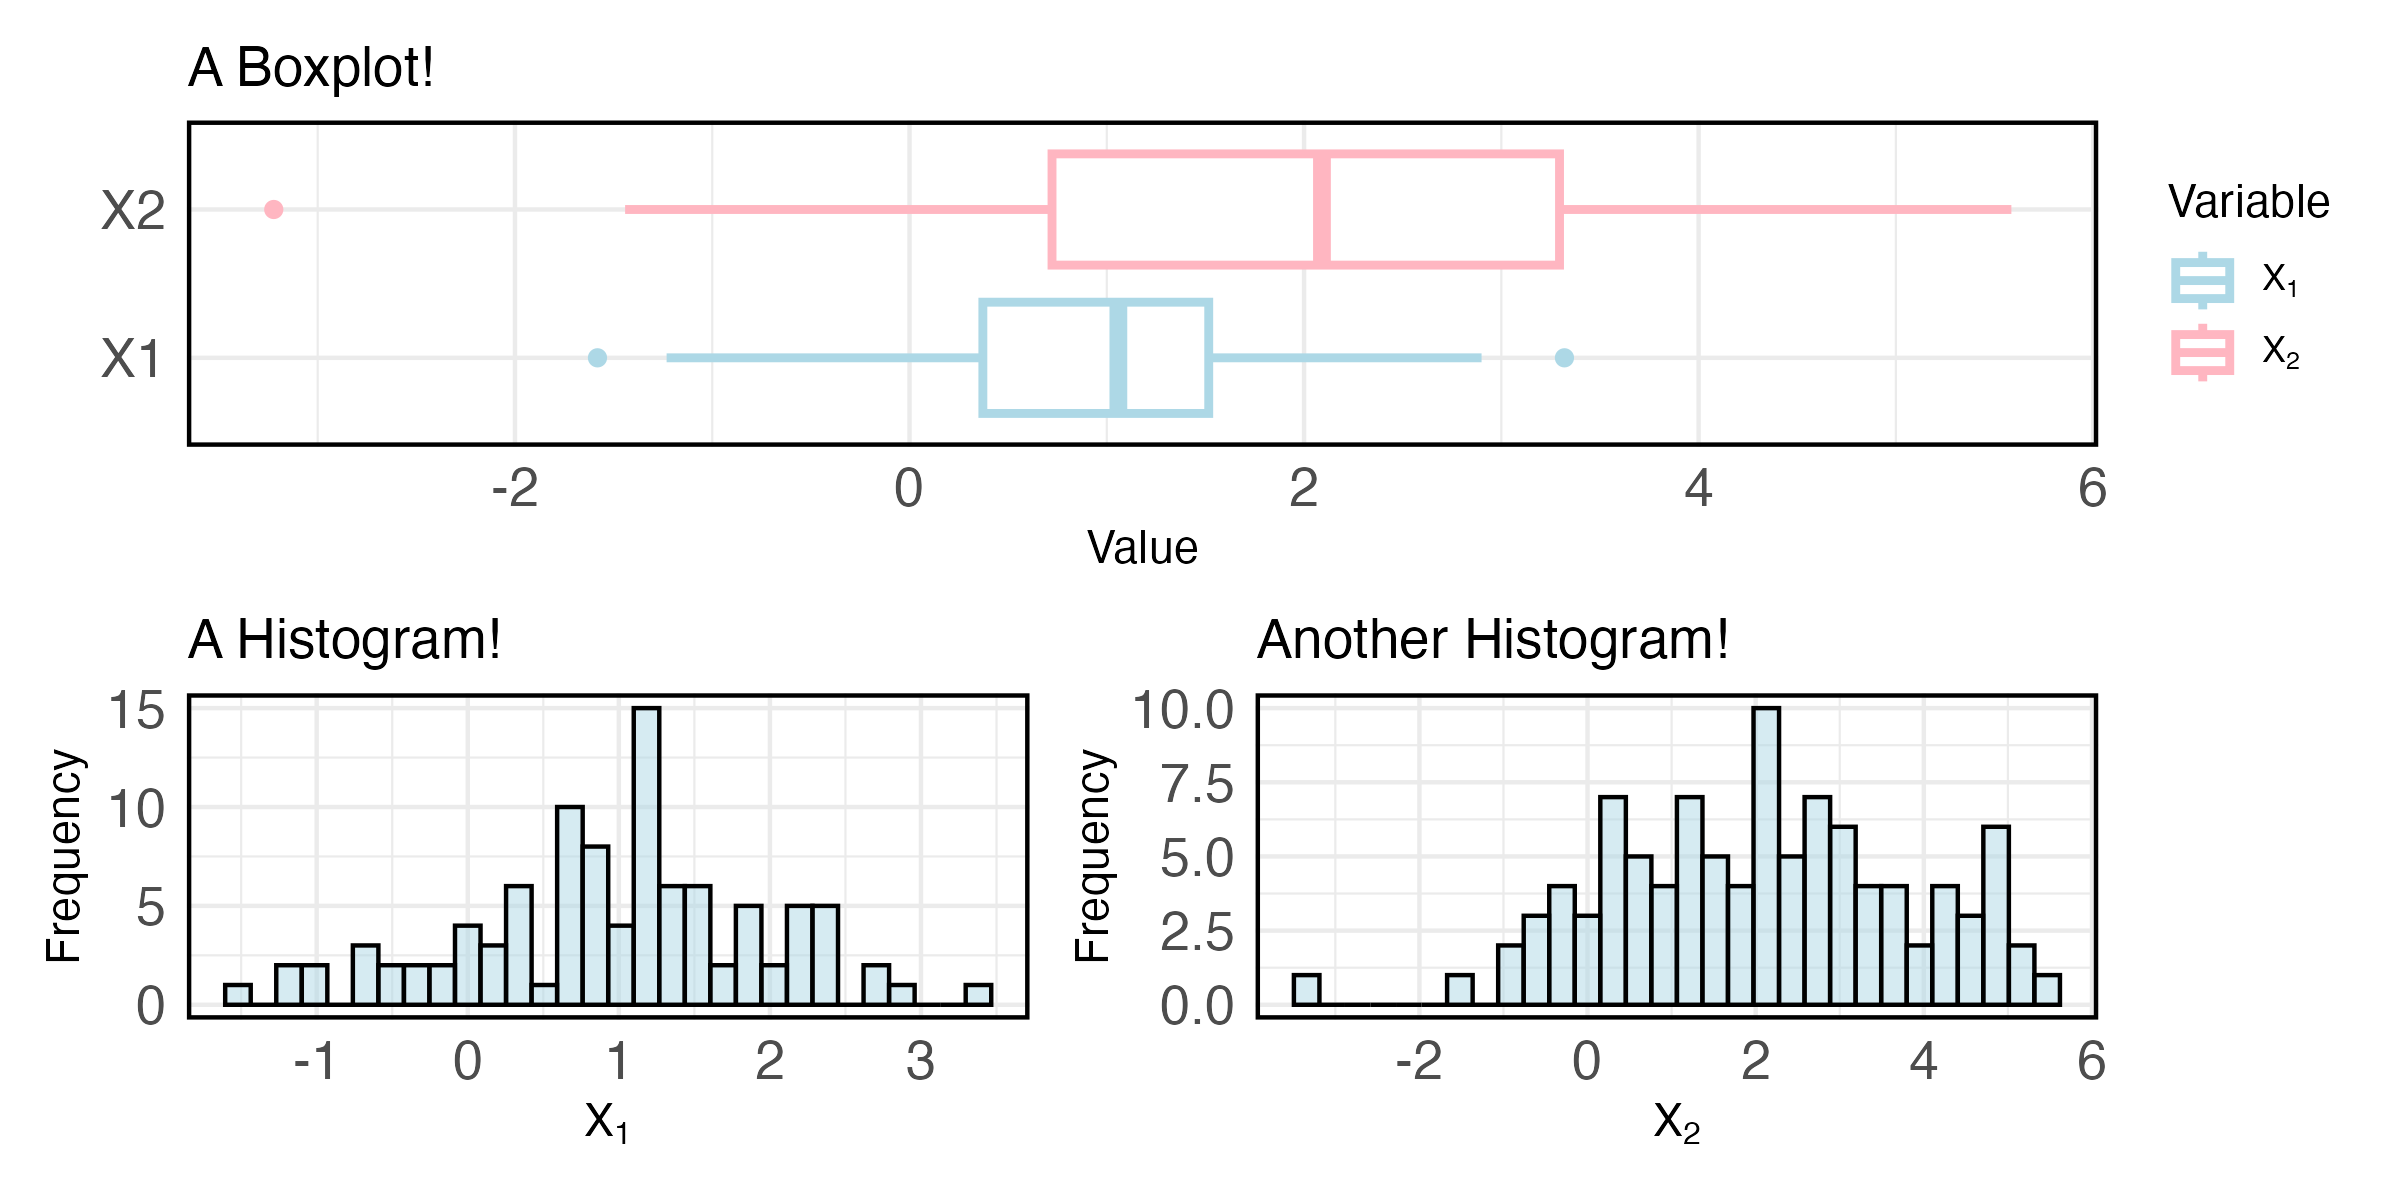 A Boxplot!
X2
X1
-2 0 2 4 6
Value
Variable
X₁
X₂
A Histogram!
15
10
5
0
Frequency
-1 0 1 2 3
X₁
Another Histogram!
10.0
7.5
5.0
2.5
0.0
Frequency
-2 0 2 4 6
X₂